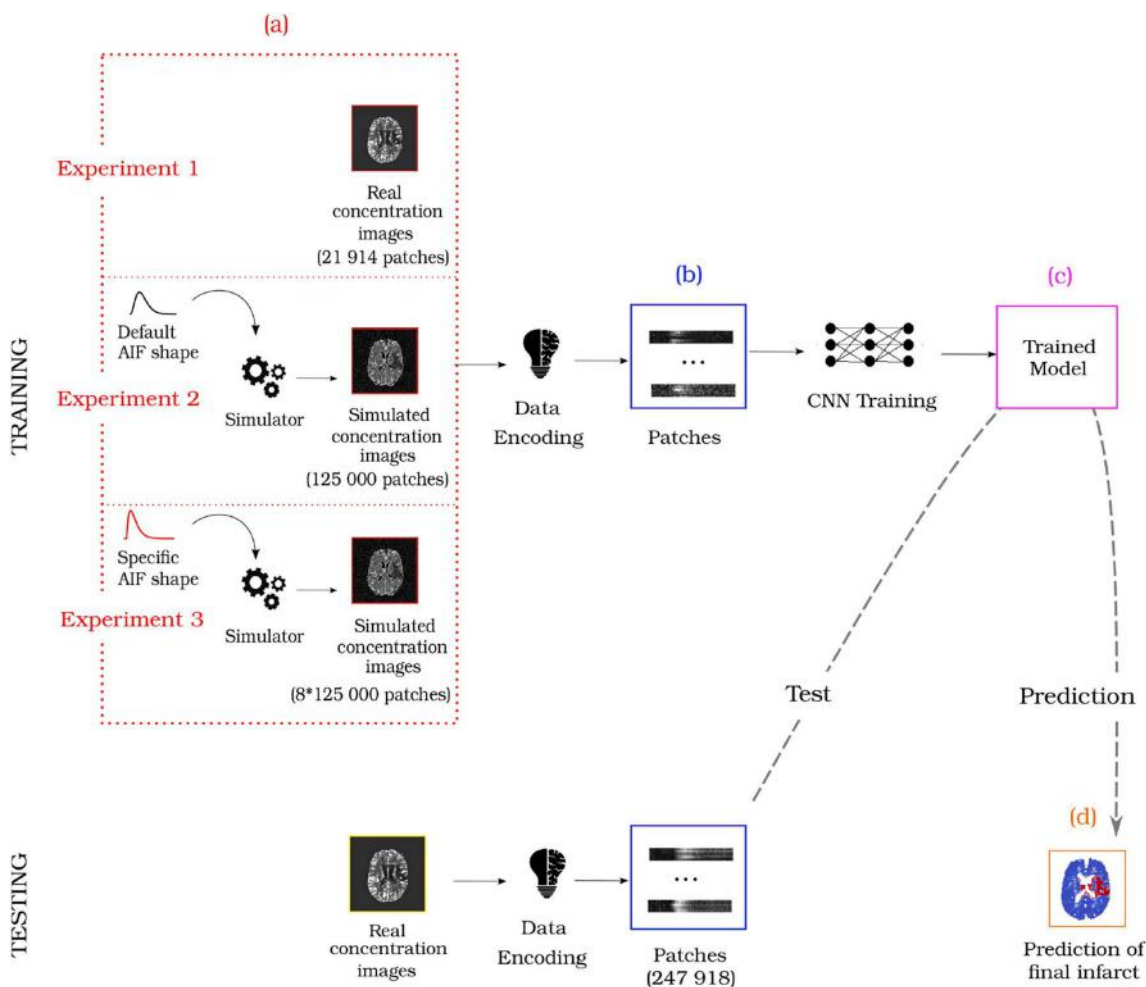 (a)
TRAINING
Experiment 1
Real
concentration
images
(21 914 patches)
Default
AIF shape
Experiment 2
Simulator
Simulated
concentration
images
(125 000 patches)
Specific
AIF shape
Experiment 3
Simulator
Simulated
concentration
images
(8*125 000 patches)
Data
Encoding
(b)
...
Patches
CNN Training
(c)
Trained
Model
Test
Prediction
TESTING
Real
concentration
images
Data
Encoding
...
Patches
(247 918)
(d)
Prediction of
final infarct